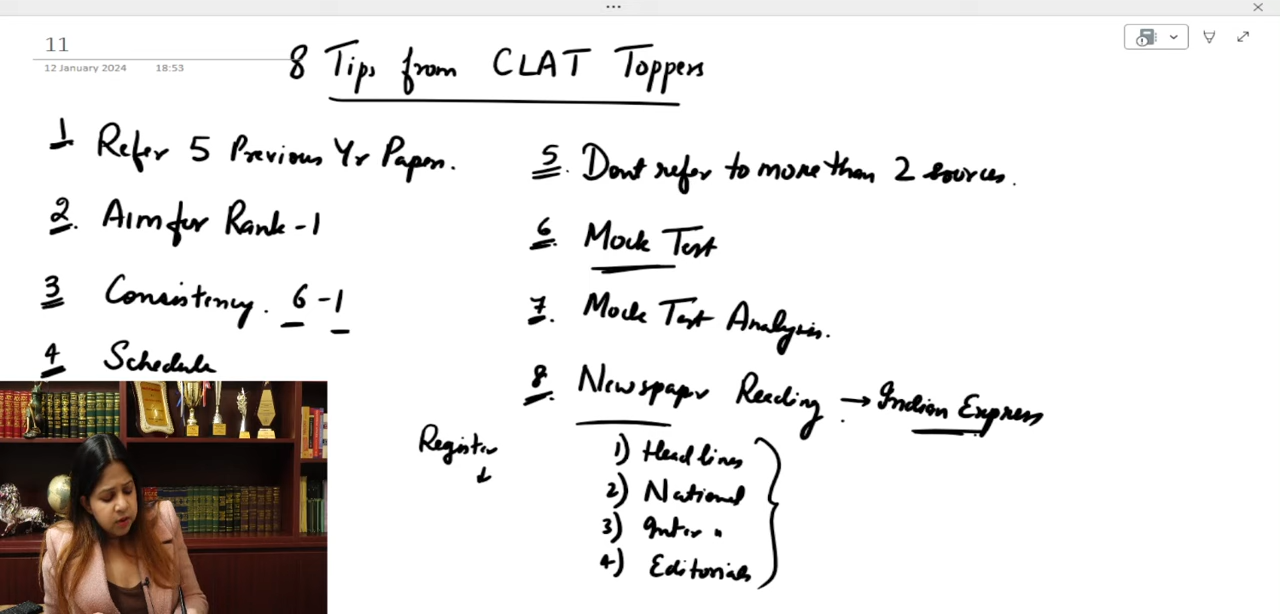 11
12 January 2024 18:53
8 Tips from CLAT Toppers
1 Refer 5 Previous Yr Papers.
2. Aim for Rank-1
3 Consistency. 6-1
4 Schedule
5. Dont refer to more than 2 sources.
6 Mock Test
7. Mock Test Analysis.
8. Newspaper Reading → Indian Express
Register ↓
1) Headlines
2) National
3) Inter "
4) Editorials